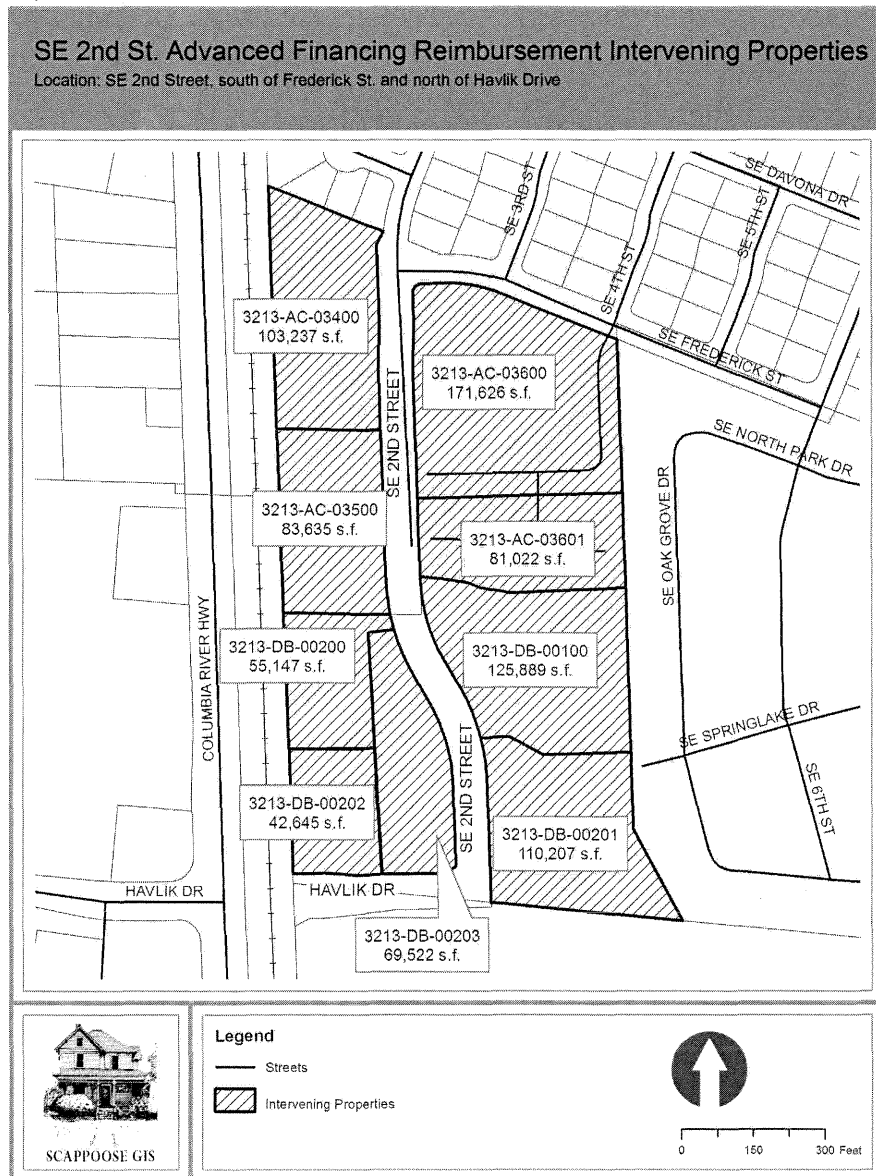 SE 2nd St. Advanced Financing Reimbursement Intervening Properties
Location: SE 2nd Street, south of Frederick St. and north of Havlik Drive
SE DAVONA DR
SE 3RD ST
SE 5TH ST
SE 4TH ST
3213-AC-03400
103,237 s.f.
SE FREDERICK ST
3213-AC-03600
171,626 s.f.
SE 2ND STREET
SE NORTH PARK DR
3213-AC-03500
83,635 s.f.
3213-AC-03601
81,022 s.f.
SE OAK GROVE DR
COLUMBIA RIVER HWY
3213-DB-00200
55,147 s.f.
3213-DB-00100
125,889 s.f.
SE SPRINGLAKE DR
SE 2ND STREET
SE 6TH ST
3213-DB-00202
42,645 s.f.
3213-DB-00201
110,207 s.f.
HAVLIK DR
HAVLIK DR
3213-DB-00203
69,522 s.f.
Legend
Streets
Intervening Properties
SCAPPOOSE GIS
0 150 300 Feet